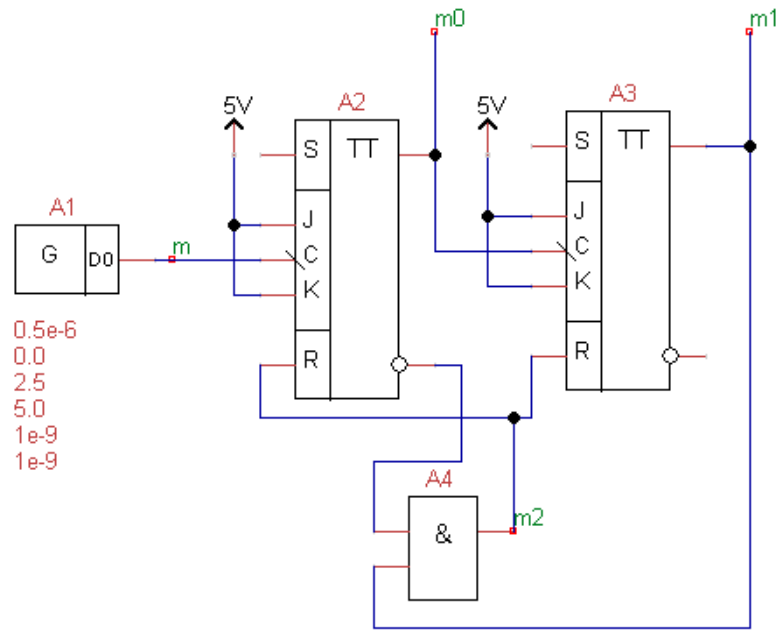 m0
m1
5V
A2
5V
A3
S
TT
J
C
K
R
S
TT
J
C
K
R
A1
G
D0
m
0.5e-6
0.0
2.5
5.0
1e-9
1e-9
A4
&
m2